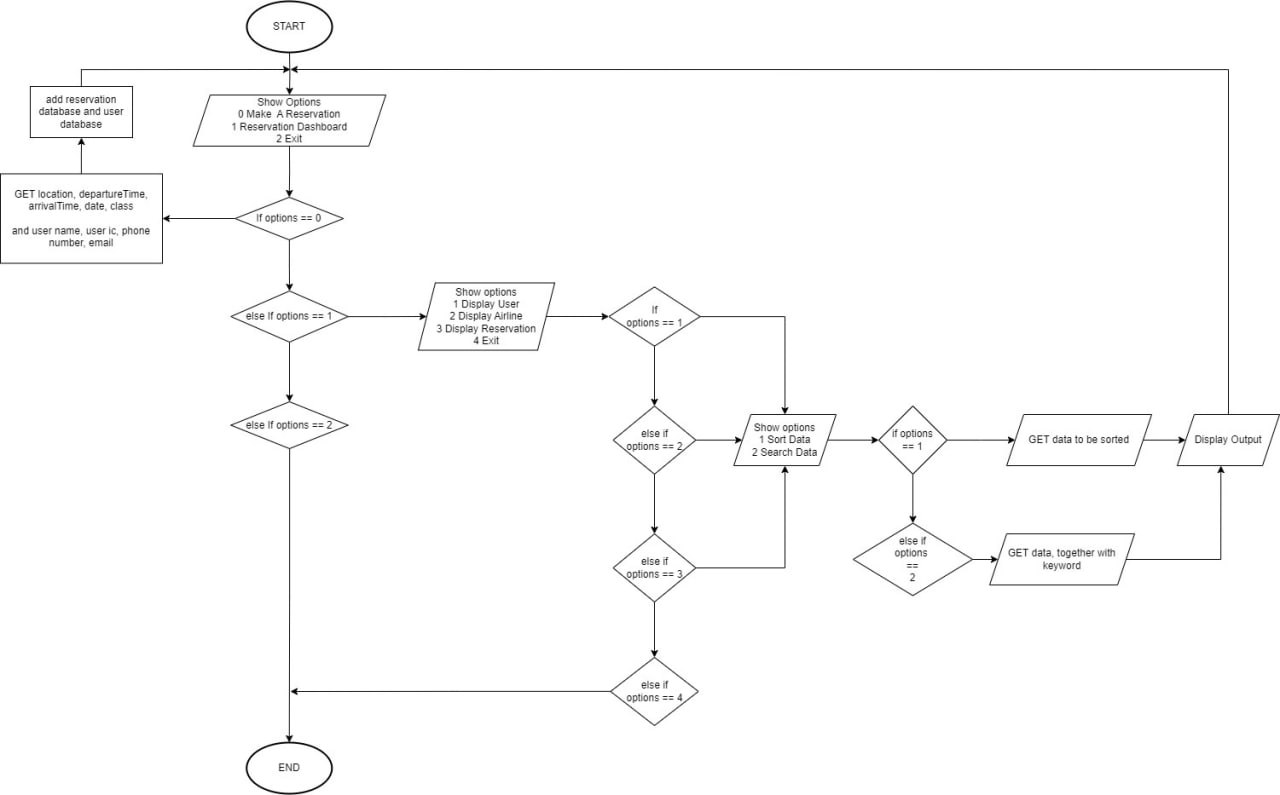 START
add reservation
database and user
database
Show Options
0 Make A Reservation
1 Reservation Dashboard
2 Exit
GET location, departureTime,
arrivalTime, date, class
and user name, user ic, phone
number, email
If options == 0
else If options == 1
Show options
1 Display User
2 Display Airline
3 Display Reservation
4 Exit
If
options == 1
else If options == 2
else if
options == 2
Show options
1 Sort Data
2 Search Data
if options
== 1
GET data to be sorted
Display Output
else if
options
==
2
GET data, together with
keyword
else if
options == 3
else if
options == 4
END